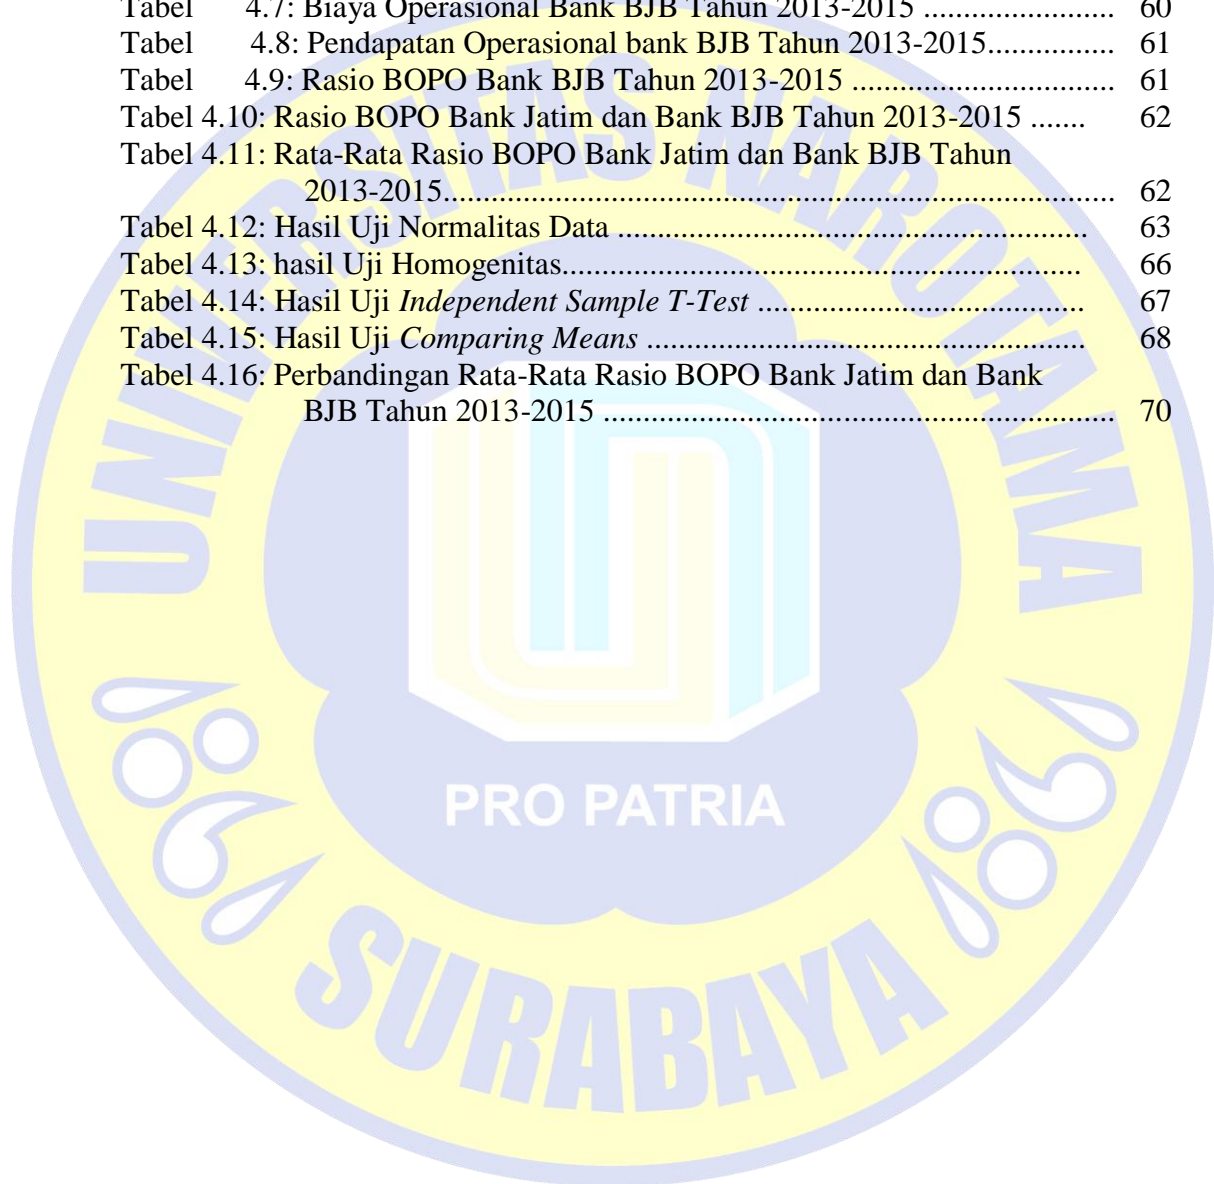 Tabel 4.7: Biaya Operasional Bank BJB Tahun 2013-2015 ........................ 60
Tabel 4.8: Pendapatan Operasional bank BJB Tahun 2013-2015................ 61
Tabel 4.9: Rasio BOPO Bank BJB Tahun 2013-2015 ................................. 61
Tabel 4.10: Rasio BOPO Bank Jatim dan Bank BJB Tahun 2013-2015 ....... 62
Tabel 4.11: Rata-Rata Rasio BOPO Bank Jatim dan Bank BJB Tahun
2013-2015..................................................................................... 62
Tabel 4.12: Hasil Uji Normalitas Data ........................................................... 63
Tabel 4.13: hasil Uji Homogenitas................................................................. 66
Tabel 4.14: Hasil Uji Independent Sample T-Test ......................................... 67
Tabel 4.15: Hasil Uji Comparing Means ....................................................... 68
Tabel 4.16: Perbandingan Rata-Rata Rasio BOPO Bank Jatim dan Bank
BJB Tahun 2013-2015 ................................................................ 70
UNIVERSITAS NAROTAMA
PRO PATRIA
SURABAYA